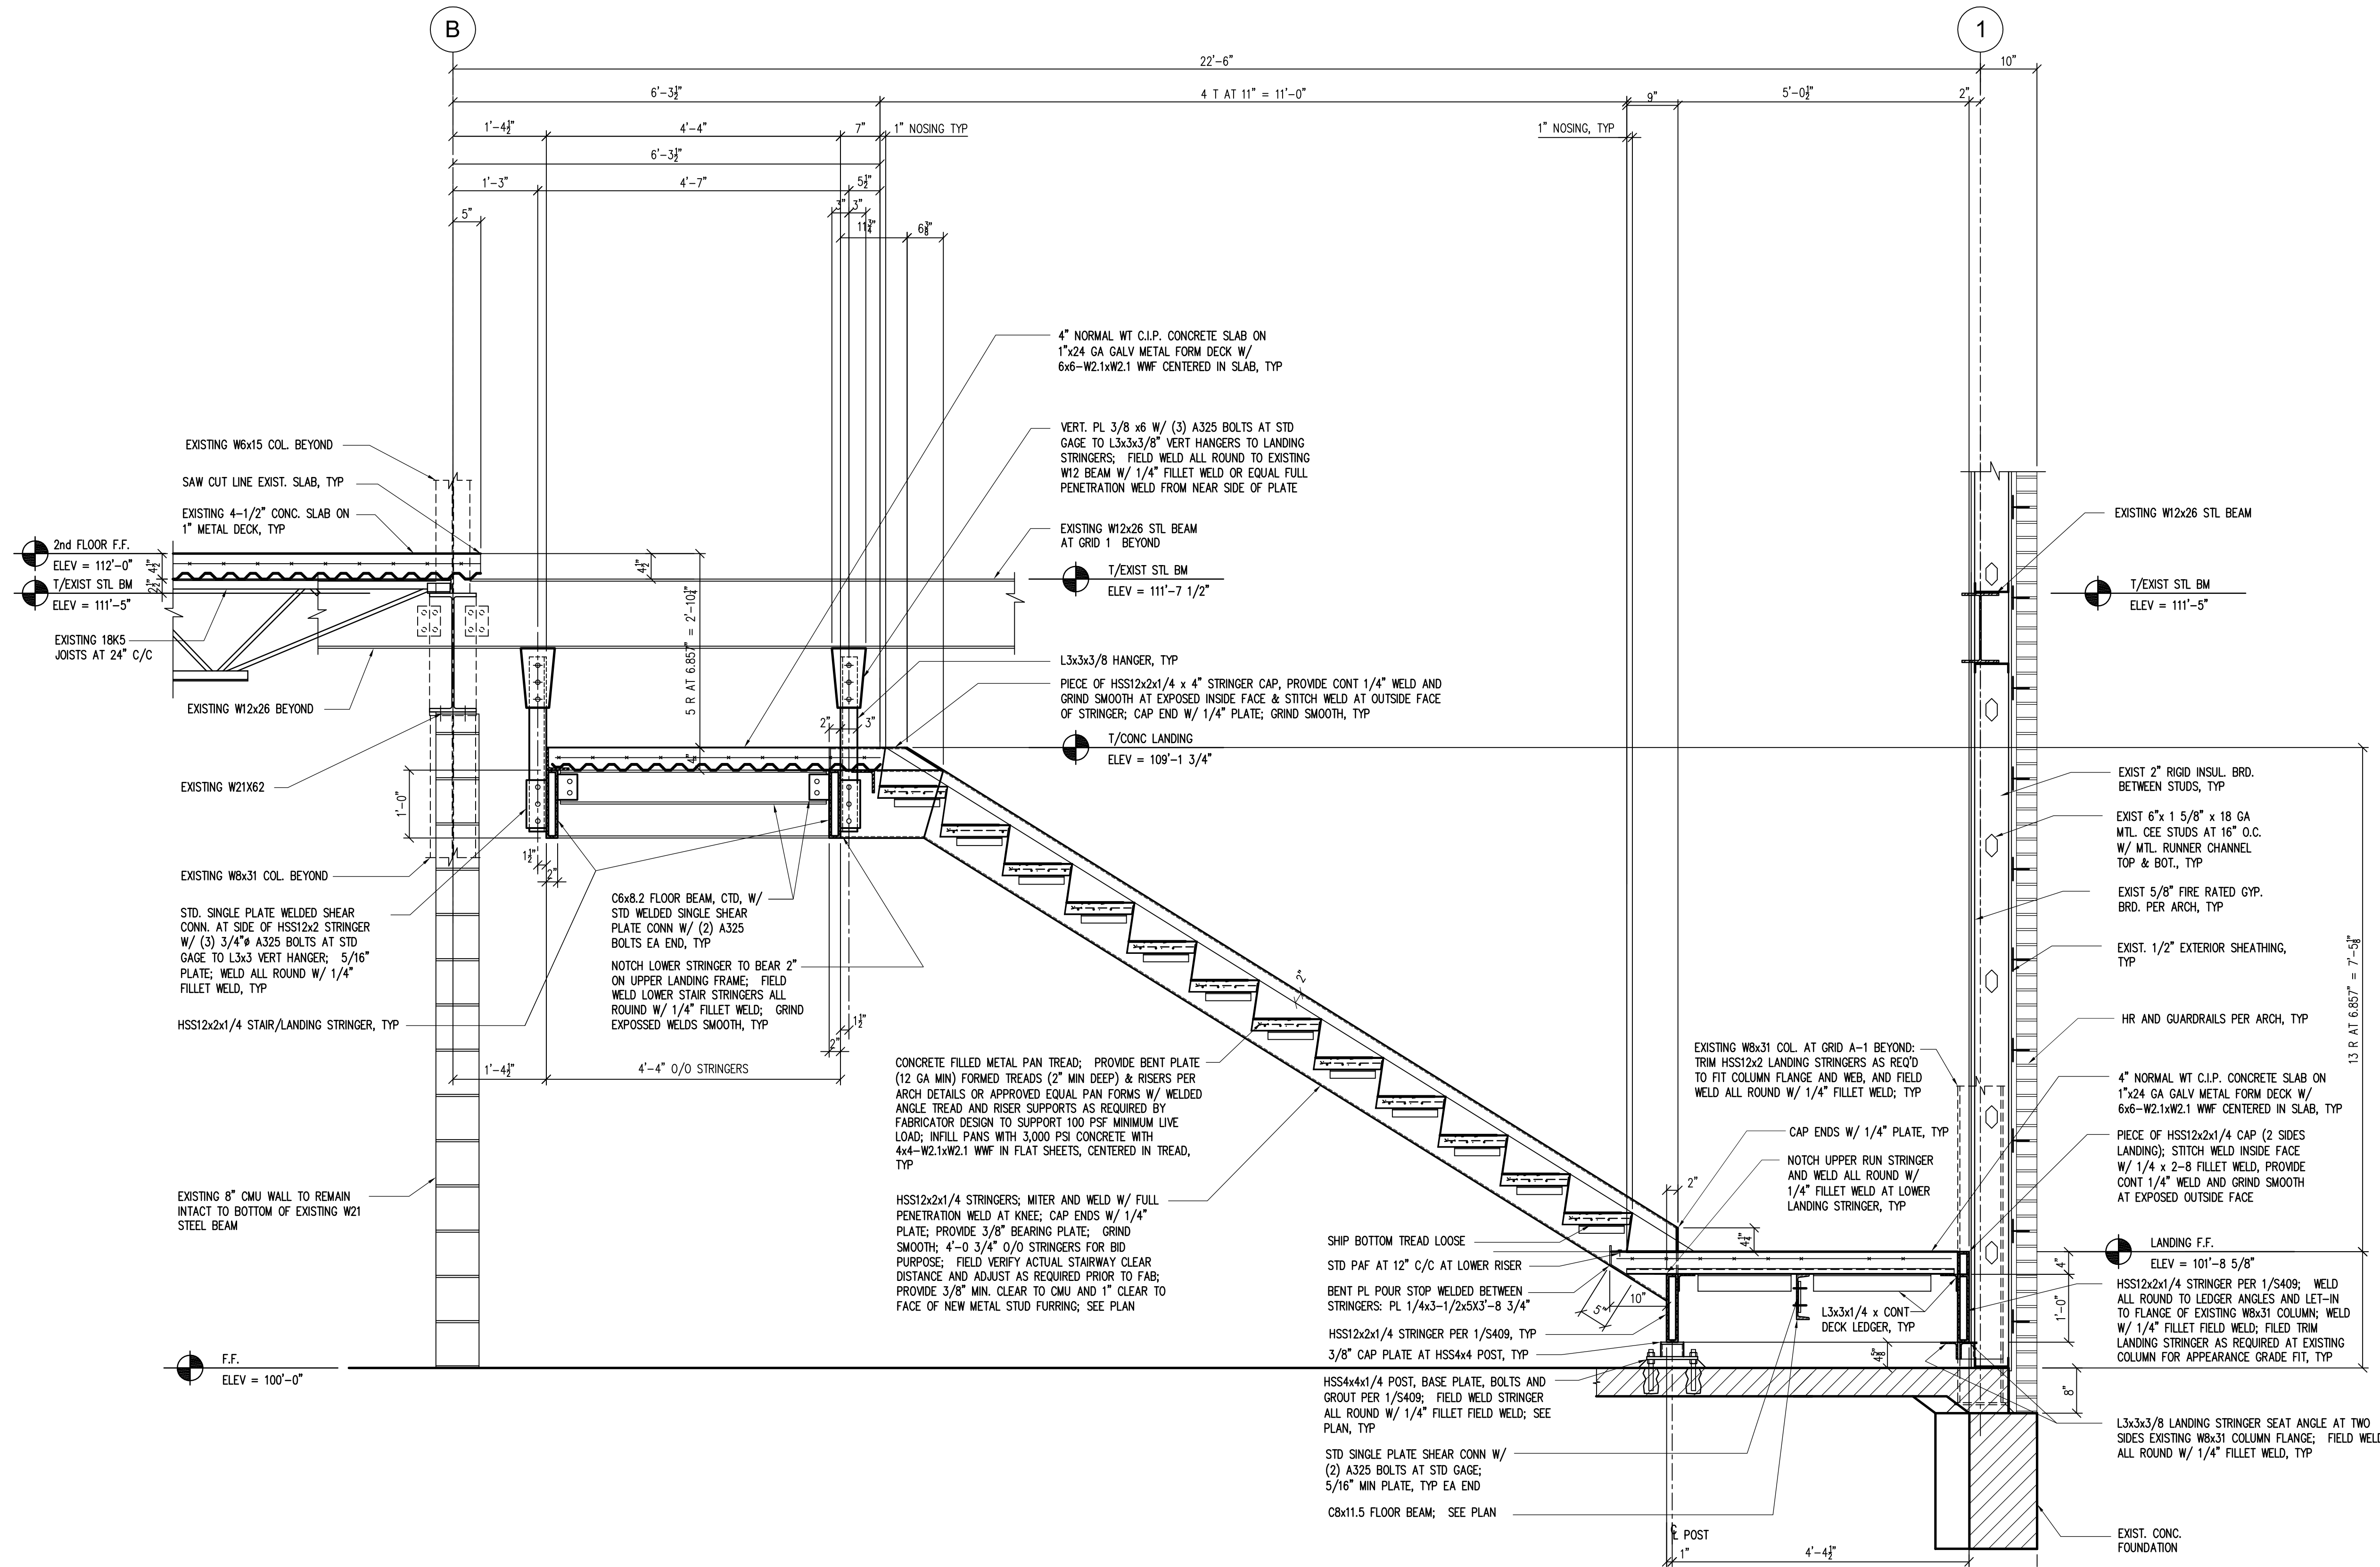 B
1
22'-6"
10"
6'-3½"
4 T AT 11" = 11'-0"
9"
5'-0½"
2"
1'-4½"
4'-4"
7"
1" NOSING TYP
1" NOSING, TYP
6'-3½"
1'-3"
4'-7"
5½"
5"
3"
3"
11¾"
6⅜"
4" NORMAL WT C.I.P. CONCRETE SLAB ON
1"x24 GA GALV METAL FORM DECK W/
6x6-W2.1xW2.1 WWF CENTERED IN SLAB, TYP
VERT. PL 3/8 x6 W/ (3) A325 BOLTS AT STD
GAGE TO L3x3x3/8" VERT HANGERS TO LANDING
STRINGERS; FIELD WELD ALL ROUND TO EXISTING
W12 BEAM W/ 1/4" FILLET WELD OR EQUAL FULL
PENETRATION WELD FROM NEAR SIDE OF PLATE
EXISTING W12x26 STL BEAM
AT GRID 1 BEYOND
T/EXIST STL BM
ELEV = 111'-7 1/2"
L3x3x3/8 HANGER, TYP
PIECE OF HSS12x2x1/4 x 4" STRINGER CAP, PROVIDE CONT 1/4" WELD AND
GRIND SMOOTH AT EXPOSED INSIDE FACE & STITCH WELD AT OUTSIDE FACE
OF STRINGER; CAP END W/ 1/4" PLATE; GRIND SMOOTH, TYP
T/CONC LANDING
ELEV = 109'-1 3/4"
EXISTING W6x15 COL. BEYOND
SAW CUT LINE EXIST. SLAB, TYP
EXISTING 4-1/2" CONC. SLAB ON
1" METAL DECK, TYP
2nd FLOOR F.F.
ELEV = 112'-0"
4½"
T/EXIST STL BM
ELEV = 111'-5"
2½"
EXISTING 18K5
JOISTS AT 24" C/C
EXISTING W12x26 BEYOND
EXISTING W21X62
EXISTING W8x31 COL. BEYOND
STD. SINGLE PLATE WELDED SHEAR
CONN. AT SIDE OF HSS12x2 STRINGER
W/ (3) 3/4"ø A325 BOLTS AT STD
GAGE TO L3x3 VERT HANGER; 5/16"
PLATE; WELD ALL ROUND W/ 1/4"
FILLET WELD, TYP
HSS12x2x1/4 STAIR/LANDING STRINGER, TYP
EXISTING 8" CMU WALL TO REMAIN
INTACT TO BOTTOM OF EXISTING W21
STEEL BEAM
F.F.
ELEV = 100'-0"
4½"
5 R AT 6.857" = 2'-10¼"
4"
2"
3"
1'-0"
1½"
2"
1½"
2"
1'-4½"
4'-4" O/O STRINGERS
C6x8.2 FLOOR BEAM, CTD, W/
STD WELDED SINGLE SHEAR
PLATE CONN W/ (2) A325
BOLTS EA END, TYP
NOTCH LOWER STRINGER TO BEAR 2"
ON UPPER LANDING FRAME; FIELD
WELD LOWER STAIR STRINGERS ALL
ROUND W/ 1/4" FILLET WELD; GRIND
EXPOSSED WELDS SMOOTH, TYP
2"
CONCRETE FILLED METAL PAN TREAD; PROVIDE BENT PLATE
(12 GA MIN) FORMED TREADS (2" MIN DEEP) & RISERS PER
ARCH DETAILS OR APPROVED EQUAL PAN FORMS W/ WELDED
ANGLE TREAD AND RISER SUPPORTS AS REQUIRED BY
FABRICATOR DESIGN TO SUPPORT 100 PSF MINIMUM LIVE
LOAD; INFILL PANS WITH 3,000 PSI CONCRETE WITH
4x4-W2.1xW2.1 WWF IN FLAT SHEETS, CENTERED IN TREAD,
TYP
HSS12x2x1/4 STRINGERS; MITER AND WELD W/ FULL
PENETRATION WELD AT KNEE; CAP ENDS W/ 1/4"
PLATE; PROVIDE 3/8" BEARING PLATE; GRIND
SMOOTH; 4'-0 3/4" O/O STRINGERS FOR BID
PURPOSE; FIELD VERIFY ACTUAL STAIRWAY CLEAR
DISTANCE AND ADJUST AS REQUIRED PRIOR TO FAB;
PROVIDE 3/8" MIN. CLEAR TO CMU AND 1" CLEAR TO
FACE OF NEW METAL STUD FURRING; SEE PLAN
EXISTING W8x31 COL. AT GRID A-1 BEYOND:
TRIM HSS12x2 LANDING STRINGERS AS REQ'D
TO FIT COLUMN FLANGE AND WEB, AND FIELD
WELD ALL ROUND W/ 1/4" FILLET WELD; TYP
CAP ENDS W/ 1/4" PLATE, TYP
NOTCH UPPER RUN STRINGER
AND WELD ALL ROUND W/
1/4" FILLET WELD AT LOWER
LANDING STRINGER, TYP
2"
4¼"
SHIP BOTTOM TREAD LOOSE
STD PAF AT 12" C/C AT LOWER RISER
BENT PL POUR STOP WELDED BETWEEN
STRINGERS: PL 1/4x3-1/2x5X3'-8 3/4"
5"
10"
L3x3x1/4 x CONT
DECK LEDGER, TYP
HSS12x2x1/4 STRINGER PER 1/S409, TYP
3/8" CAP PLATE AT HSS4x4 POST, TYP
HSS4x4x1/4 POST, BASE PLATE, BOLTS AND
GROUT PER 1/S409; FIELD WELD STRINGER
ALL ROUND W/ 1/4" FILLET FIELD WELD; SEE
PLAN, TYP
STD SINGLE PLATE SHEAR CONN W/
(2) A325 BOLTS AT STD GAGE;
5/16" MIN PLATE, TYP EA END
C8x11.5 FLOOR BEAM; SEE PLAN
℄ POST
1"
4'-4½"
4⅝"
EXISTING W12x26 STL BEAM
T/EXIST STL BM
ELEV = 111'-5"
EXIST 2" RIGID INSUL. BRD.
BETWEEN STUDS, TYP
EXIST 6"x 1 5/8" x 18 GA
MTL. CEE STUDS AT 16" O.C.
W/ MTL. RUNNER CHANNEL
TOP & BOT., TYP
EXIST 5/8" FIRE RATED GYP.
BRD. PER ARCH, TYP
EXIST. 1/2" EXTERIOR SHEATHING,
TYP
13 R AT 6.857" = 7'-5⅛"
HR AND GUARDRAILS PER ARCH, TYP
4" NORMAL WT C.I.P. CONCRETE SLAB ON
1"x24 GA GALV METAL FORM DECK W/
6x6-W2.1xW2.1 WWF CENTERED IN SLAB, TYP
PIECE OF HSS12x2x1/4 CAP (2 SIDES
LANDING); STITCH WELD INSIDE FACE
W/ 1/4 x 2-8 FILLET WELD, PROVIDE
CONT 1/4" WELD AND GRIND SMOOTH
AT EXPOSED OUTSIDE FACE
LANDING F.F.
ELEV = 101'-8 5/8"
4"
1'-0"
8"
HSS12x2x1/4 STRINGER PER 1/S409; WELD
ALL ROUND TO LEDGER ANGLES AND LET-IN
TO FLANGE OF EXISTING W8x31 COLUMN; WELD
W/ 1/4" FILLET FIELD WELD; FILED TRIM
LANDING STRINGER AS REQUIRED AT EXISTING
COLUMN FOR APPEARANCE GRADE FIT, TYP
L3x3x3/8 LANDING STRINGER SEAT ANGLE AT TWO
SIDES EXISTING W8x31 COLUMN FLANGE; FIELD WELD
ALL ROUND W/ 1/4" FILLET WELD, TYP
EXIST. CONC.
FOUNDATION